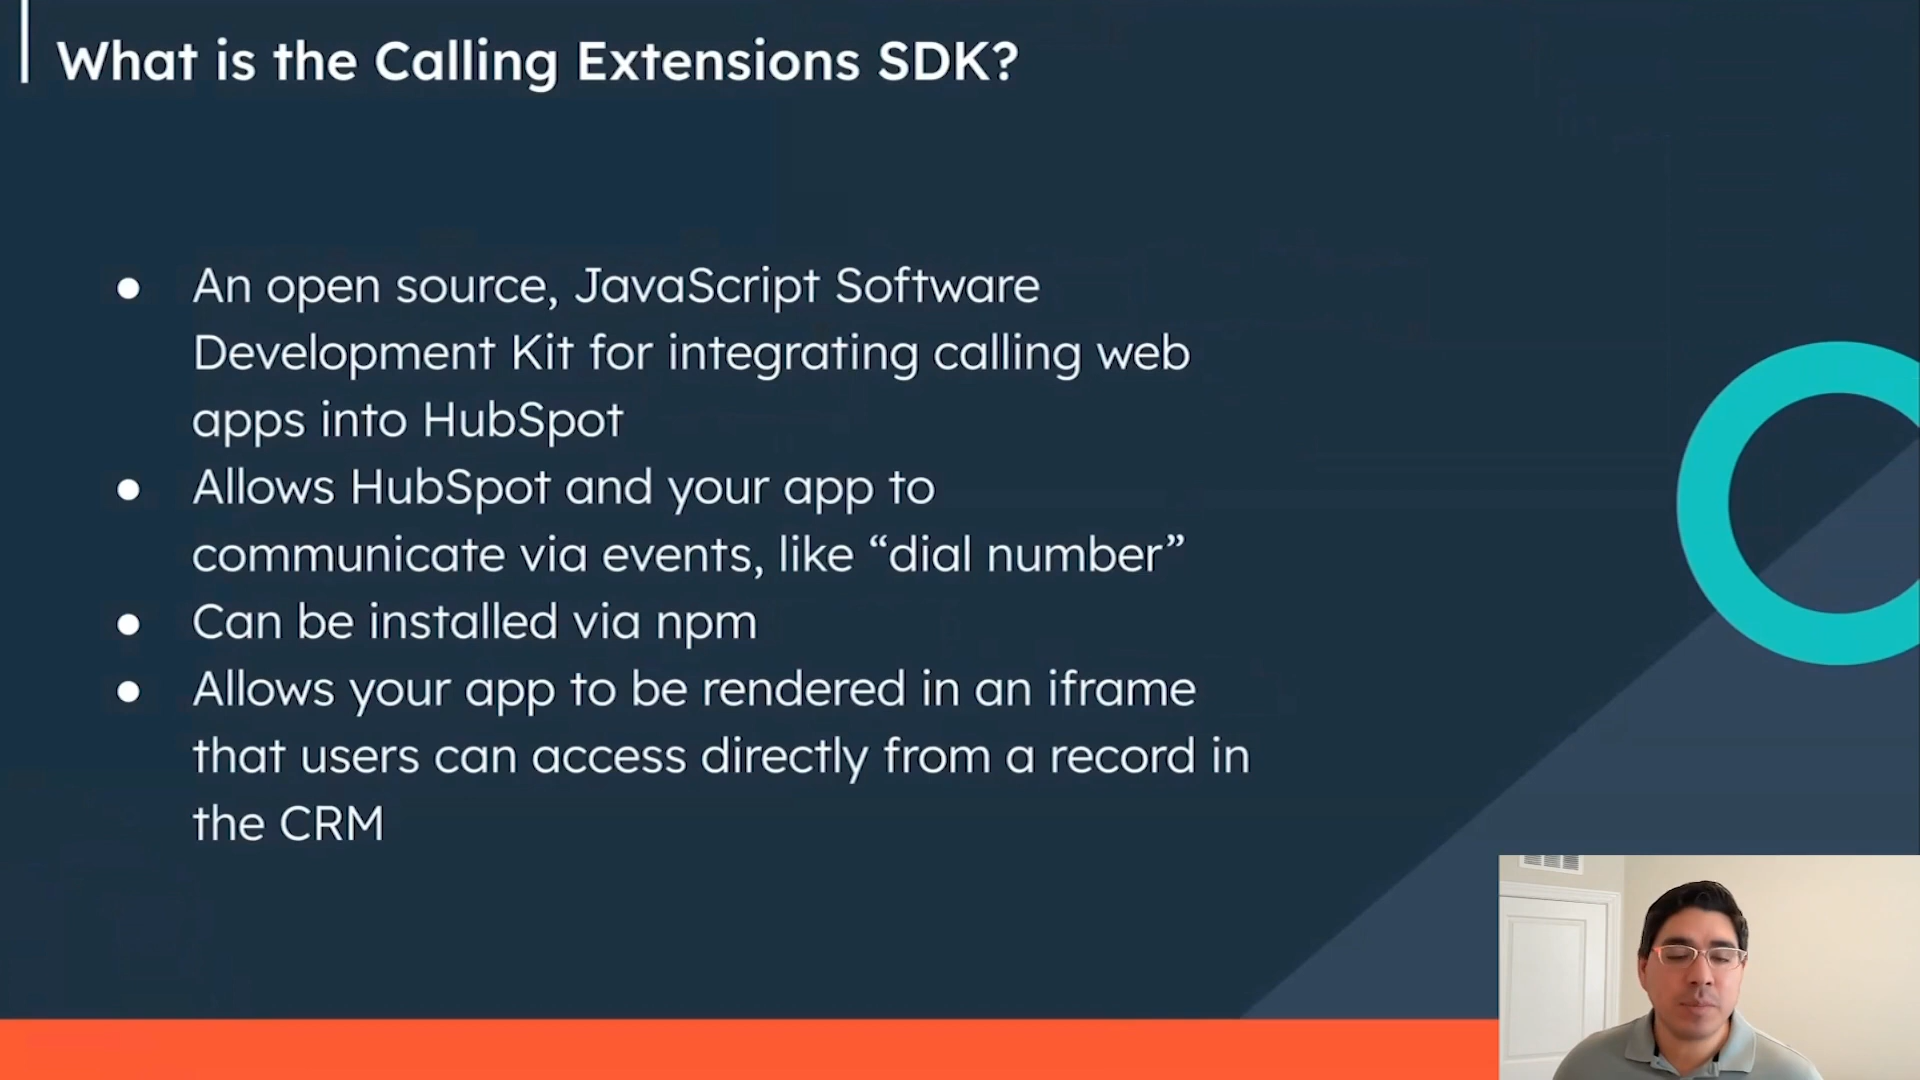 What is the Calling Extensions SDK?
● An open source, JavaScript Software
Development Kit for integrating calling web
apps into HubSpot
● Allows HubSpot and your app to
communicate via events, like “dial number”
● Can be installed via npm
● Allows your app to be rendered in an iframe
that users can access directly from a record in
the CRM